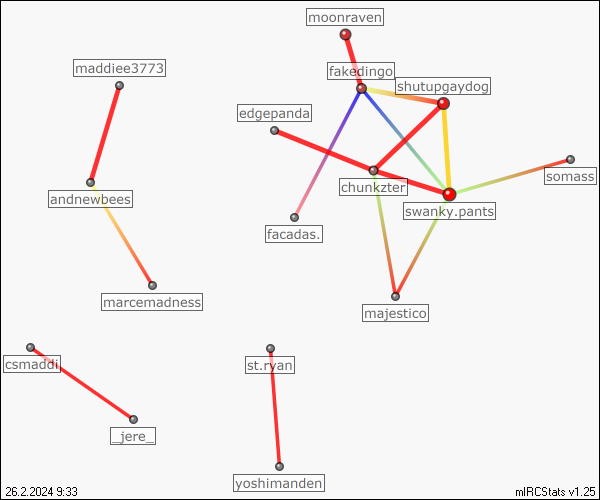 moonraven
maddiee3773
fakedingo
shutupgaydog
edgepanda
somass
chunkzter
andnewbees
swanky.pants
facadas.
marcemadness
majestico
csmaddi
st.ryan
_jere_
yoshimanden
26.2.2024 9:33
mIRCStats v1.25